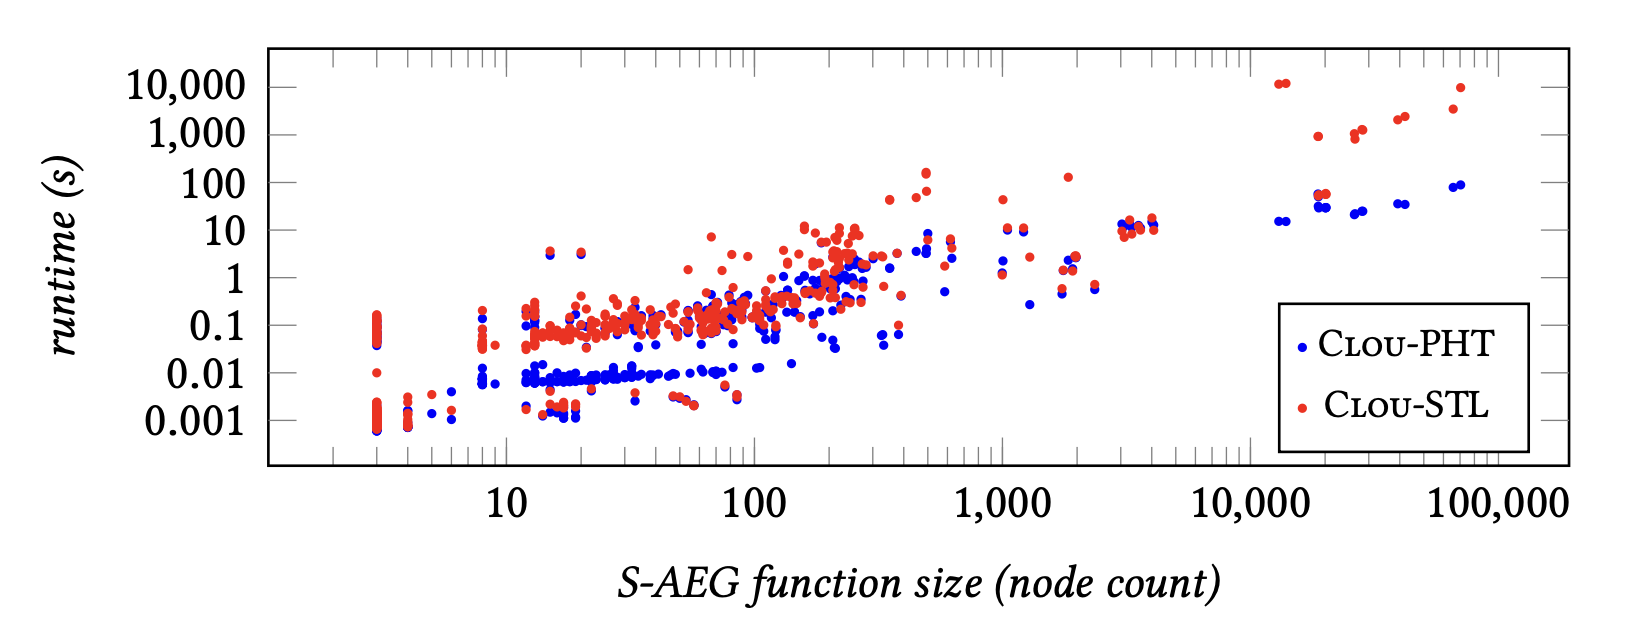 runtime (s)
10,000
1,000
100
10
1
0.1
0.01
0.001
CLOU-PHT
CLOU-STL
10 100 1,000 10,000 100,000
S-AEG function size (node count)